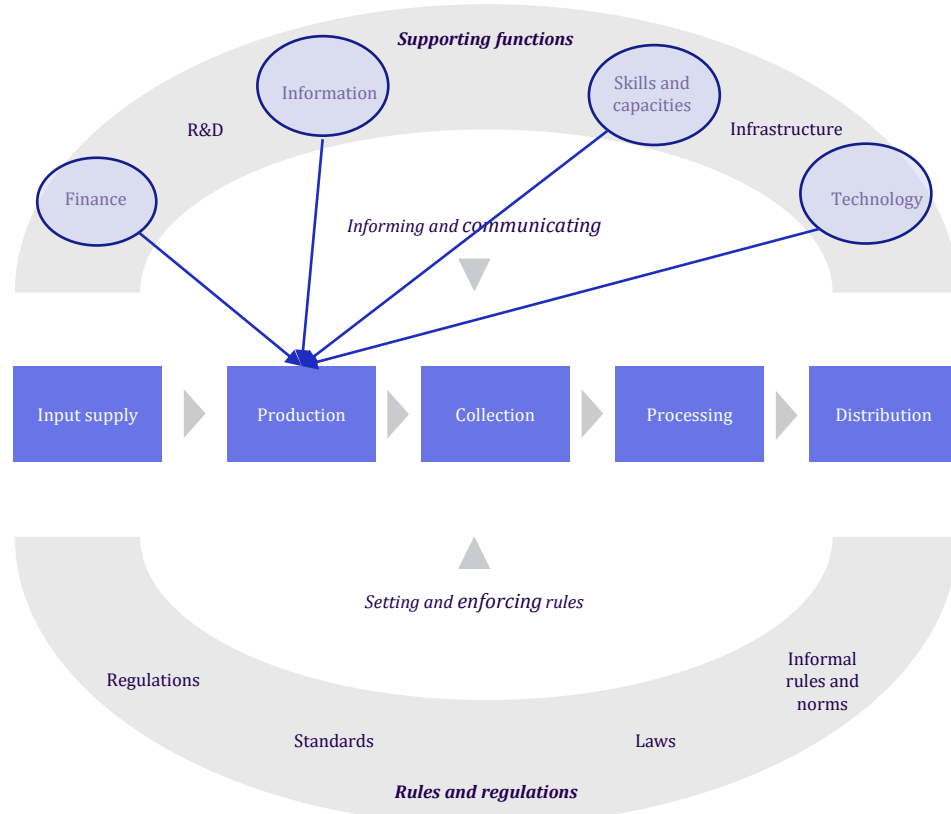 Supporting functions
Information
Skills and
capacities
R&D
Infrastructure
Finance
Technology
Informing and communicating
Input supply
Production
Collection
Processing
Distribution
Setting and enforcing rules
Regulations
Informal
rules and
norms
Standards
Laws
Rules and regulations